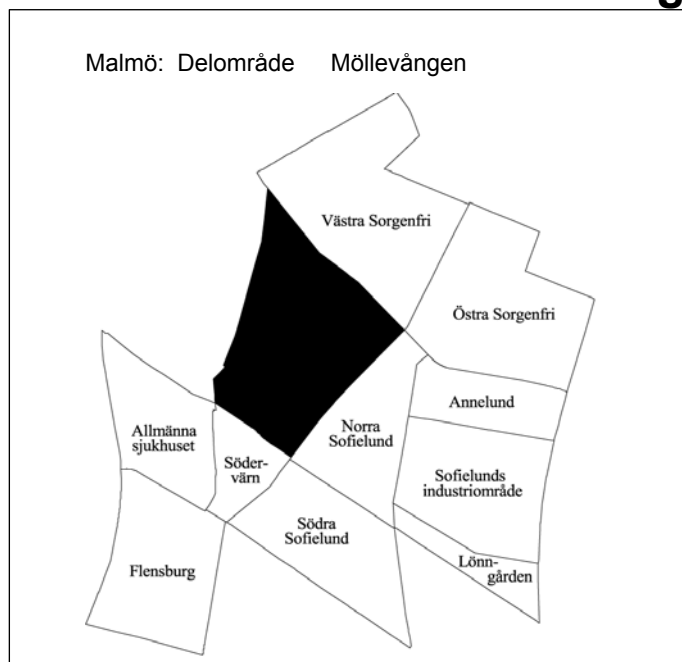 Malmö: Delområde Möllevången
Västra Sorgenfri
Östra Sorgenfri
Annelund
Norra
Sofielund
Allmänna
sjukhuset
Söder-
värn
Sofielunds
industriområde
Södra
Sofielund
Lönn-
gården
Flensburg